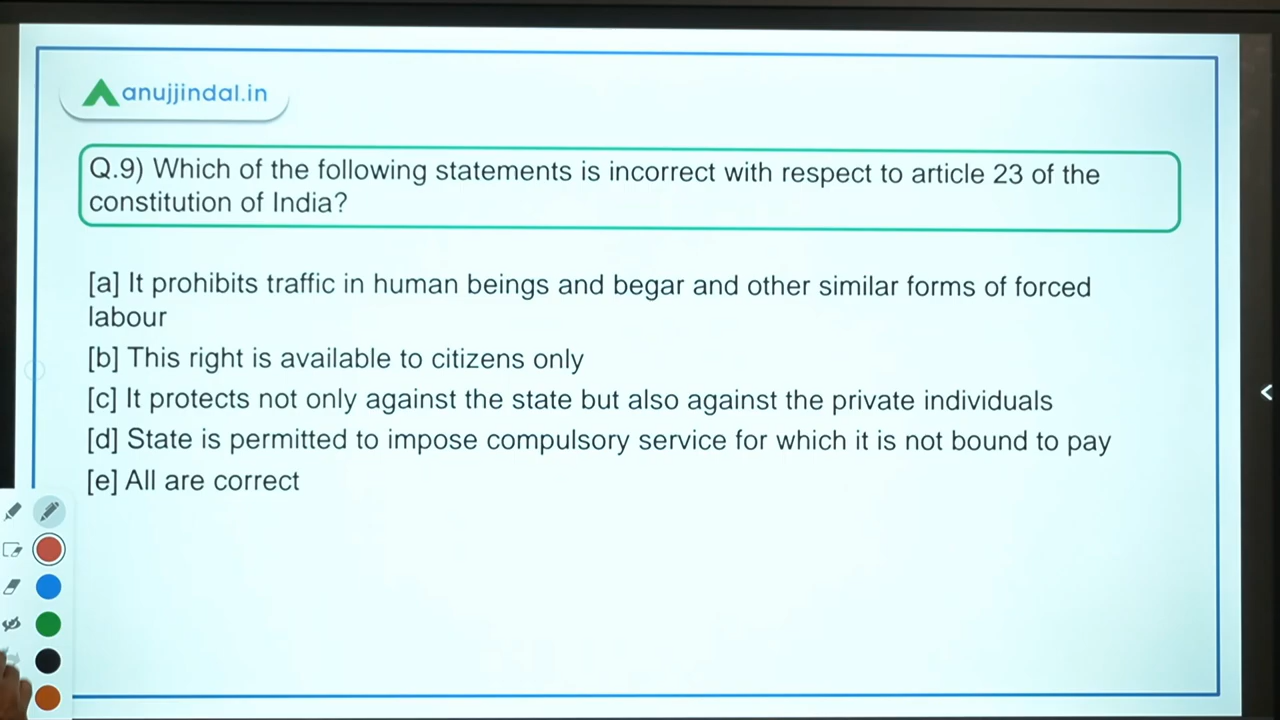 anujjindal.in
Q.9) Which of the following statements is incorrect with respect to article 23 of the
constitution of India?
[a] It prohibits traffic in human beings and begar and other similar forms of forced
labour
[b] This right is available to citizens only
[c] It protects not only against the state but also against the private individuals
[d] State is permitted to impose compulsory service for which it is not bound to pay
[e] All are correct